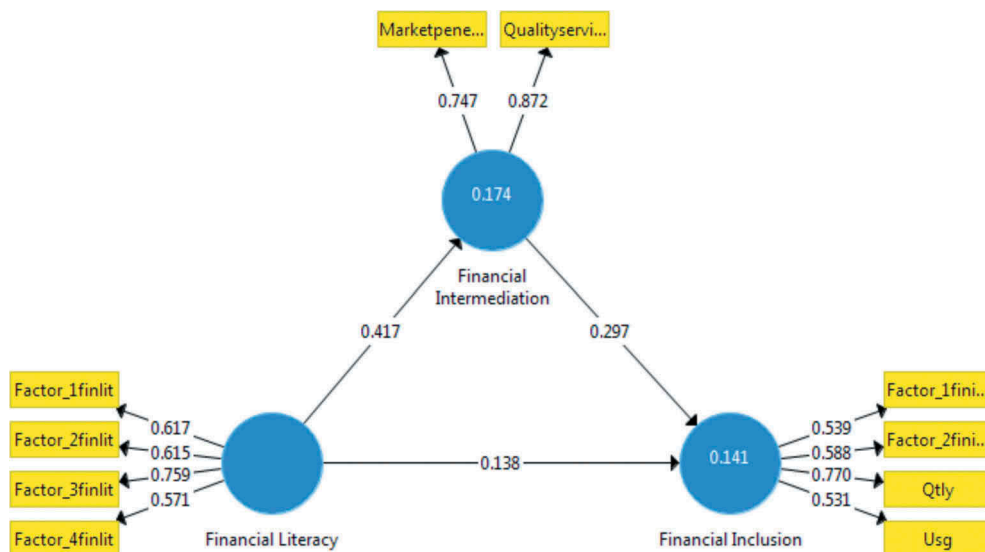 Marketpene...
Qualityservi...
0.747
0.872
0.174
Financial
Intermediation
0.417
0.297
Factor_1finlit
Factor_2finlit
Factor_3finlit
Factor_4finlit
0.617
0.615
0.759
0.571
Financial Literacy
0.138
0.141
Financial Inclusion
0.539
0.588
0.770
0.531
Factor_1fini...
Factor_2fini...
Qtly
Usg